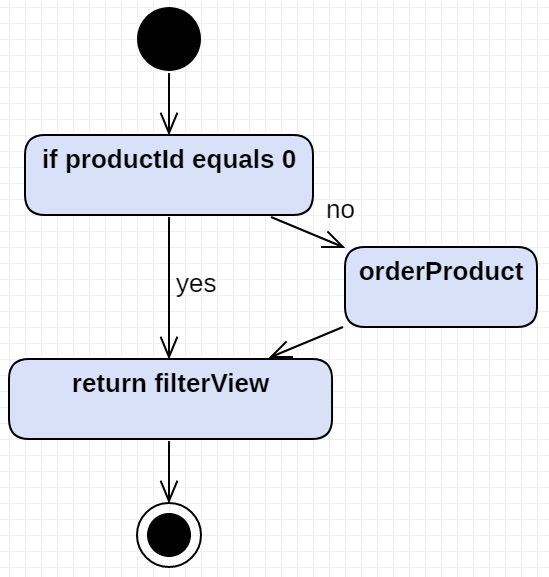 if productId equals 0
no
orderProduct
yes
return filterView